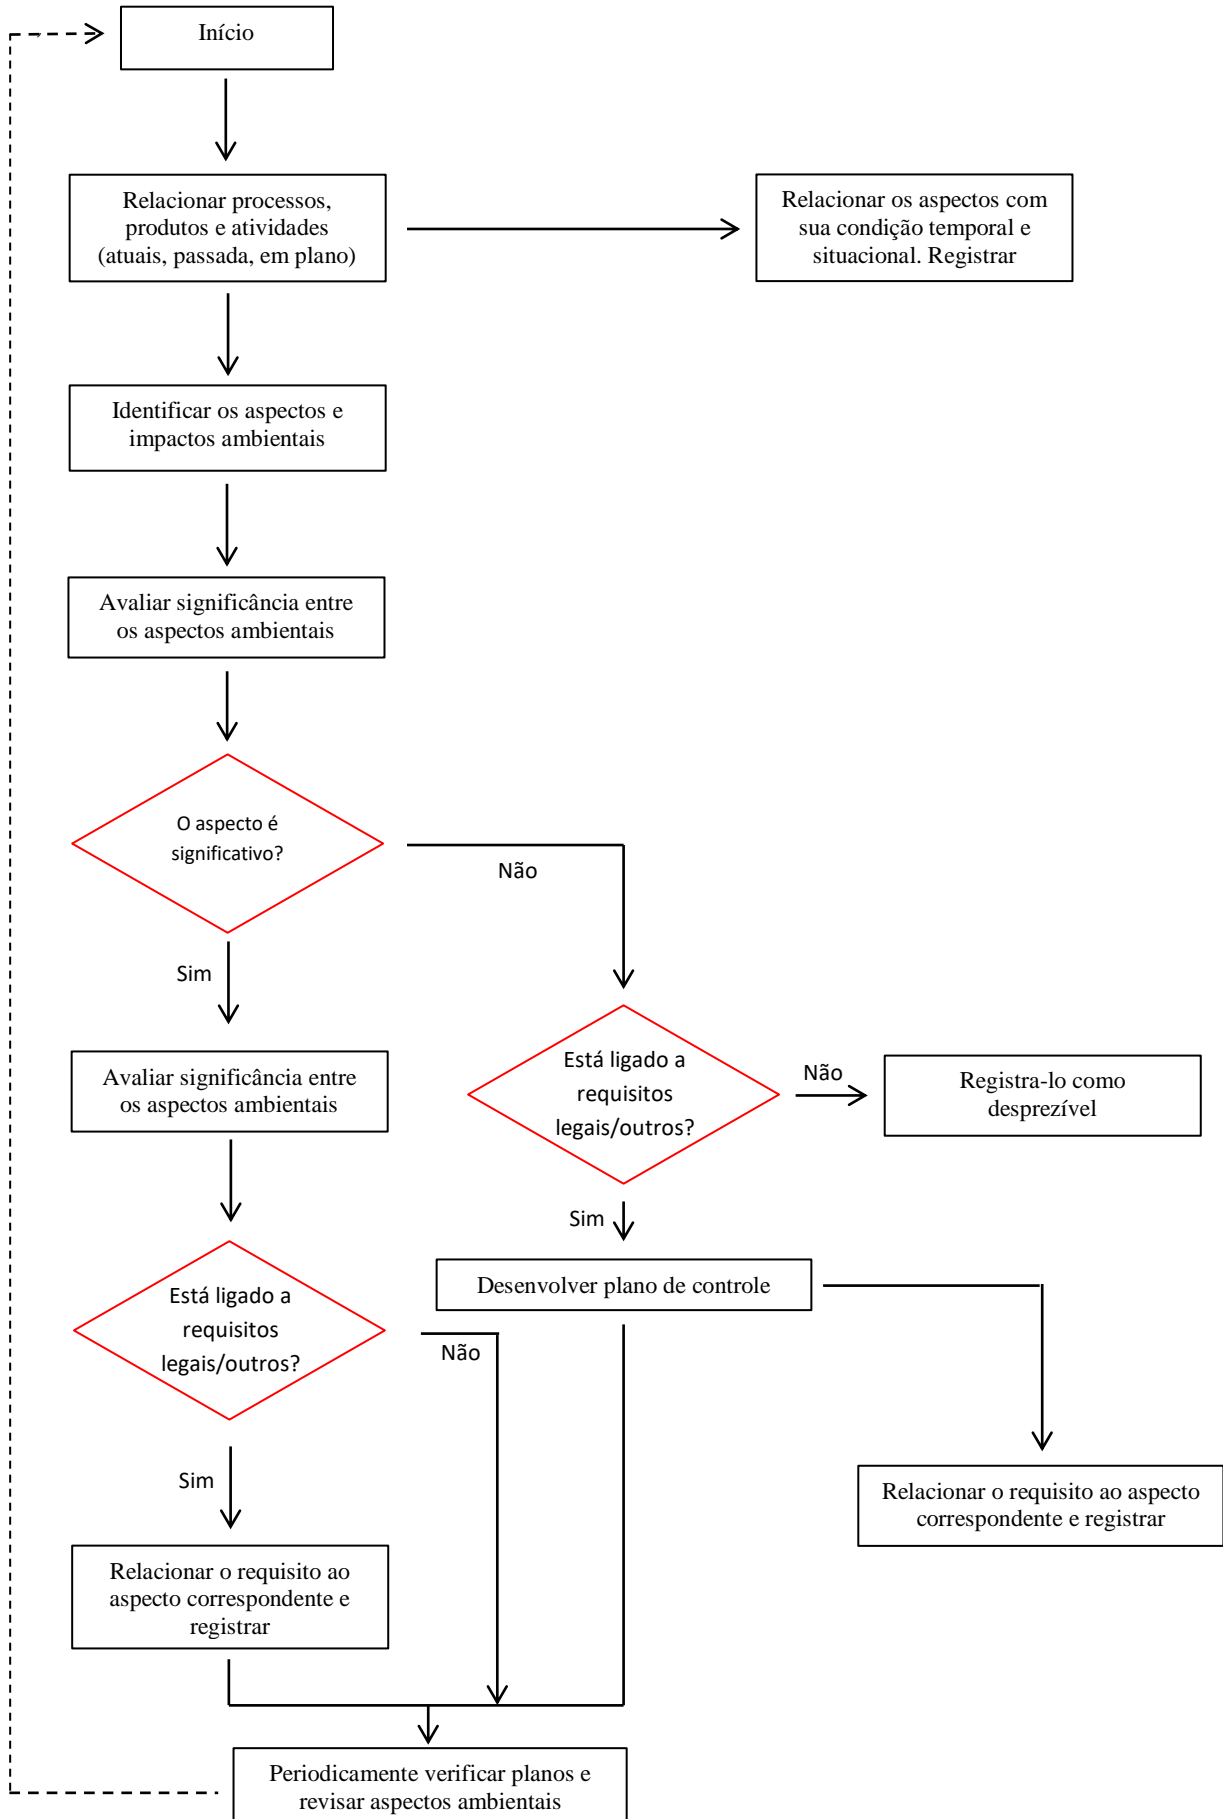 Início
Relacionar processos,
produtos e atividades
(atuais, passada, em plano)
Relacionar os aspectos com
sua condição temporal e
situacional. Registrar
Identificar os aspectos e
impactos ambientais
Avaliar significância entre
os aspectos ambientais
O aspecto é
significativo?
Não
Sim
Avaliar significância entre
os aspectos ambientais
Está ligado a
requisitos
legais/outros?
Não
Registra-lo como
desprezível
Sim
Desenvolver plano de controle
Está ligado a
requisitos
legais/outros?
Não
Sim
Relacionar o requisito ao aspecto
correspondente e registrar
Relacionar o requisito ao
aspecto correspondente e
registrar
Periodicamente verificar planos e
revisar aspectos ambientais